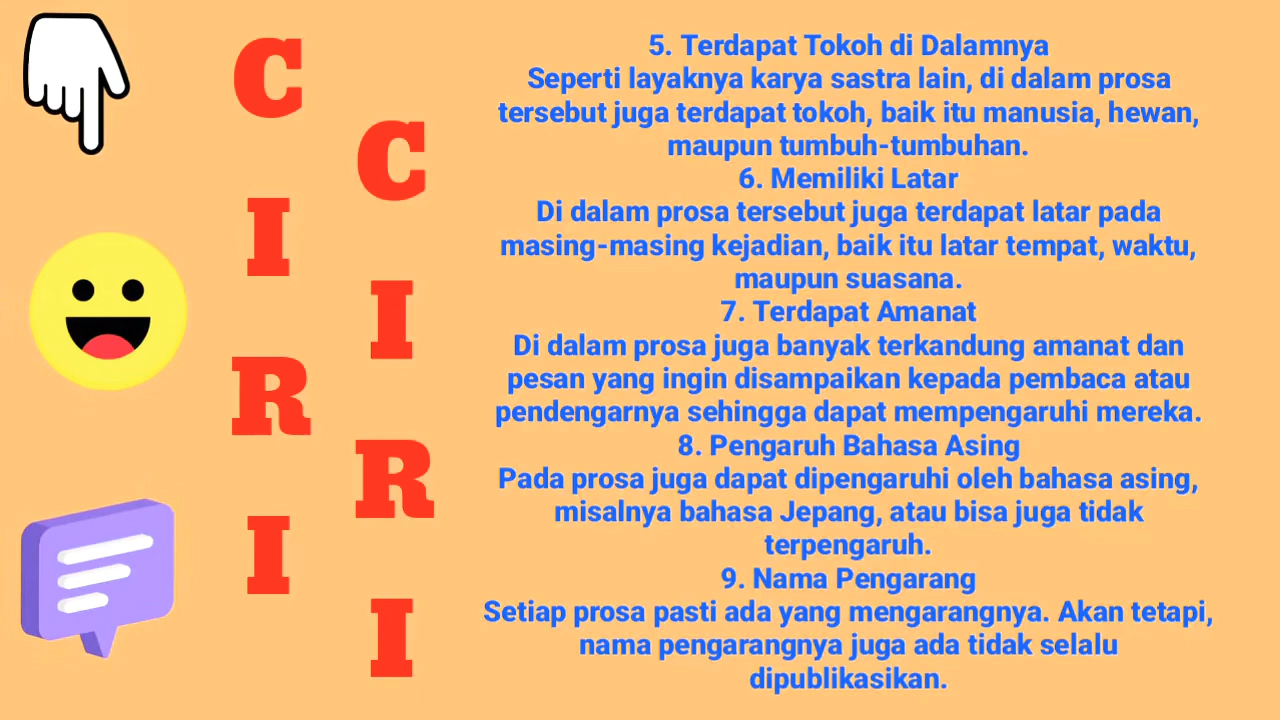 C
I
R
I
C
I
R
I
5. Terdapat Tokoh di Dalamnya
Seperti layaknya karya sastra lain, di dalam prosa
tersebut juga terdapat tokoh, baik itu manusia, hewan,
maupun tumbuh-tumbuhan.
6. Memiliki Latar
Di dalam prosa tersebut juga terdapat latar pada
masing-masing kejadian, baik itu latar tempat, waktu,
maupun suasana.
7. Terdapat Amanat
Di dalam prosa juga banyak terkandung amanat dan
pesan yang ingin disampaikan kepada pembaca atau
pendengarnya sehingga dapat mempengaruhi mereka.
8. Pengaruh Bahasa Asing
Pada prosa juga dapat dipengaruhi oleh bahasa asing,
misalnya bahasa Jepang, atau bisa juga tidak
terpengaruh.
9. Nama Pengarang
Setiap prosa pasti ada yang mengarangnya. Akan tetapi,
nama pengarangnya juga ada tidak selalu
dipublikasikan.